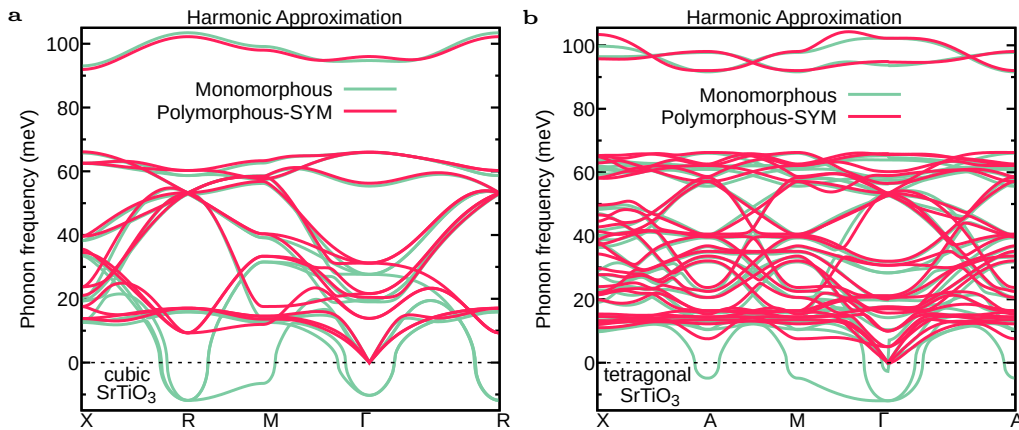 a
Harmonic Approximation
Phonon frequency (meV)
100
80
60
40
20
0
Monomorphous
Polymorphous-SYM
cubic
SrTiO3
X R M Γ R
b
Harmonic Approximation
Phonon frequency (meV)
100
80
60
40
20
0
Monomorphous
Polymorphous-SYM
tetragonal
SrTiO3
X A M Γ A